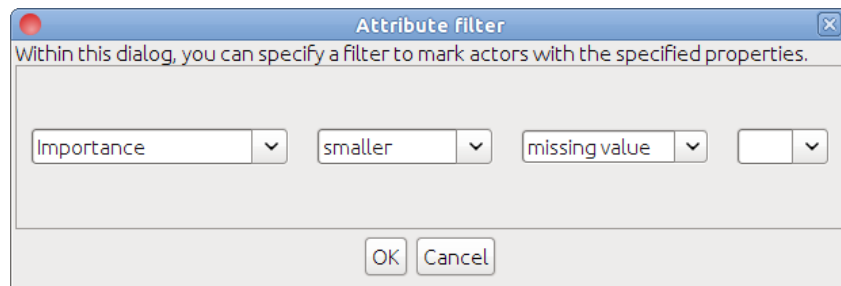 Attribute filter
Within this dialog, you can specify a filter to mark actors with the specified properties.
Importance smaller missing value
OK Cancel